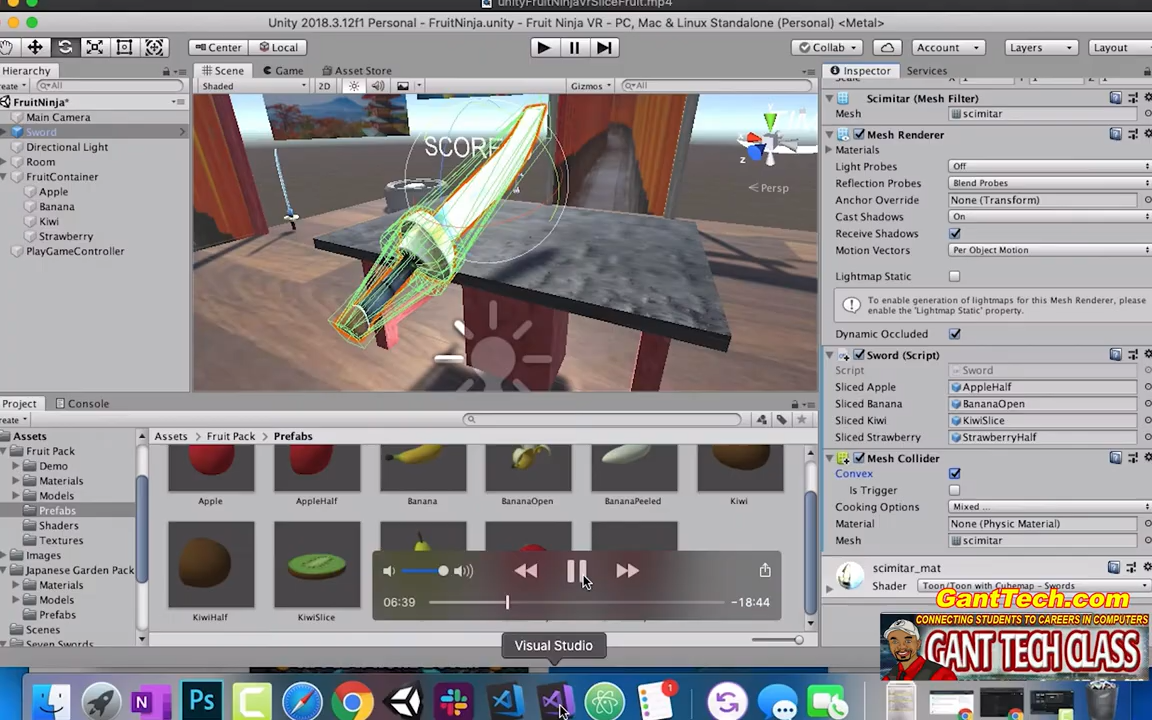 unityFruitNinjaVrSliceFruit.mp4
Unity 2018.3.12f1 Personal - FruitNinja.unity - Fruit Ninja VR - PC, Mac & Linux Standalone (Personal) <Metal>
Center Local Collab Account Layers Layout
Hierarchy Scene Game Asset Store Inspector Services
All Shaded 2D Gizmos All
FruitNinja*
Main Camera
Sword
Directional Light
Room
FruitContainer
Apple
Banana
Kiwi
Strawberry
PlayGameController
SCORE
y
z
Persp
Scimitar (Mesh Filter)
Mesh scimitar
Mesh Renderer
Materials
Light Probes Off
Reflection Probes Blend Probes
Anchor Override None (Transform)
Cast Shadows On
Receive Shadows
Motion Vectors Per Object Motion
Lightmap Static
To enable generation of lightmaps for this Mesh Renderer, please
enable the 'Lightmap Static' property.
Dynamic Occluded
Sword (Script)
Script Sword
Sliced Apple AppleHalf
Sliced Banana BananaOpen
Sliced Kiwi KiwiSlice
Sliced Strawberry StrawberryHalf
Mesh Collider
Convex
Is Trigger
Cooking Options Mixed ...
Material None (Physic Material)
Mesh scimitar
scimitar_mat
Shader Toon/Toon with Cubemap - Swords
Project Console
Assets
Fruit Pack
Demo
Materials
Models
Prefabs
Shaders
Textures
Images
Japanese Garden Pack
Materials
Models
Prefabs
Scenes
Seven Swords
Assets Fruit Pack Prefabs
Apple AppleHalf Banana BananaOpen BananaPeeled Kiwi
KiwiHalf KiwiSlice
06:39 -18:44
Visual Studio
GantTech.com
CONNECTING STUDENTS TO CAREERS IN COMPUTERS
GANT TECH CLASS
N Ps C 1